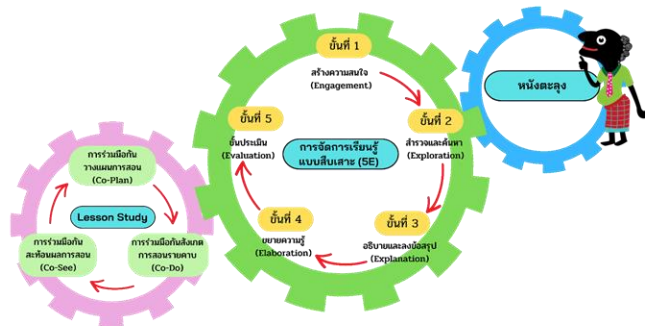 ขั้นที่ 1
สร้างความสนใจ
(Engagement)
ขั้นที่ 2
สำรวจและค้นหา
(Exploration)
ขั้นที่ 3
อธิบายและลงข้อสรุป
(Explanation)
ขั้นที่ 4
ขยายความรู้
(Elaboration)
ขั้นที่ 5
ขั้นประเมิน
(Evaluation)
การจัดการเรียนรู้
แบบสืบเสาะ (5E)
หนังตะลุง
การร่วมมือกัน
วางแผนการสอน
(Co-Plan)
Lesson Study
การร่วมมือกันสังเกต
การสอนรายคาบ
(Co-Do)
การร่วมมือกัน
สะท้อนผลการสอน
(Co-See)